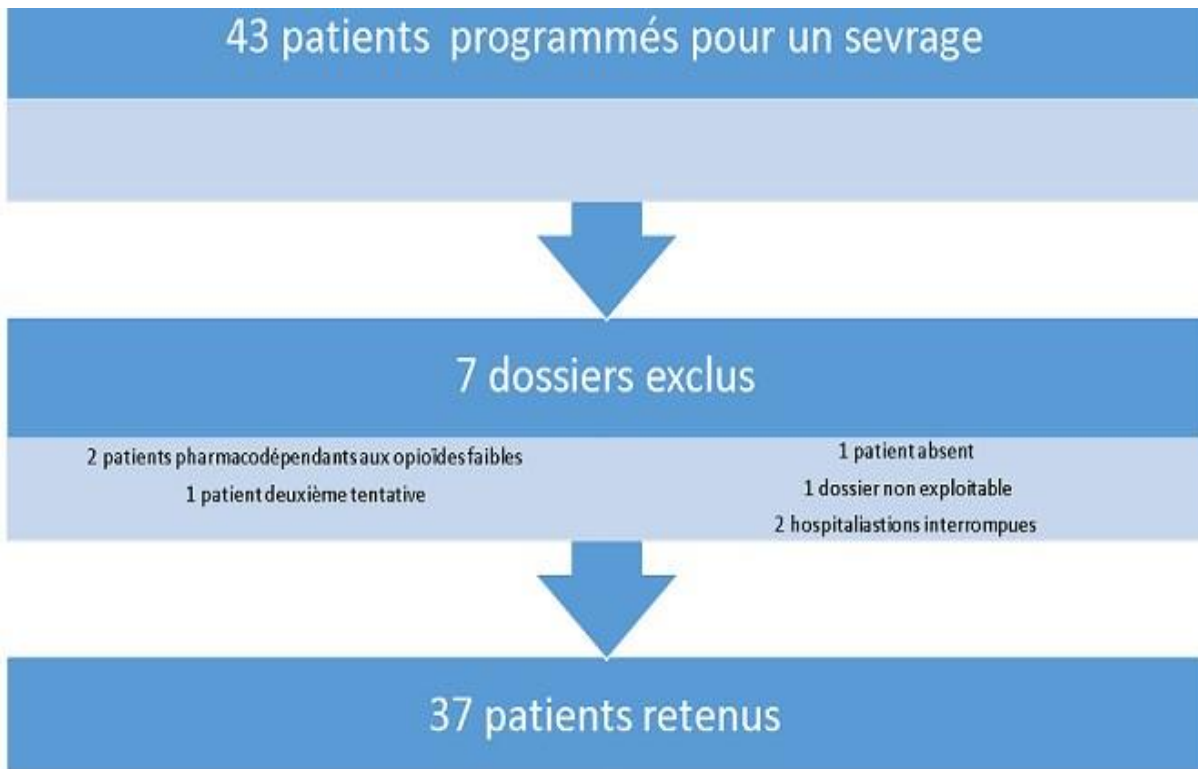 43 patients programmés pour un sevrage
7 dossiers exclus
2 patients pharmacodépendants aux opioïdes faibles
1 patient deuxième tentative
1 patient absent
1 dossier non exploitable
2 hospitaliastions interrompues
37 patients retenus